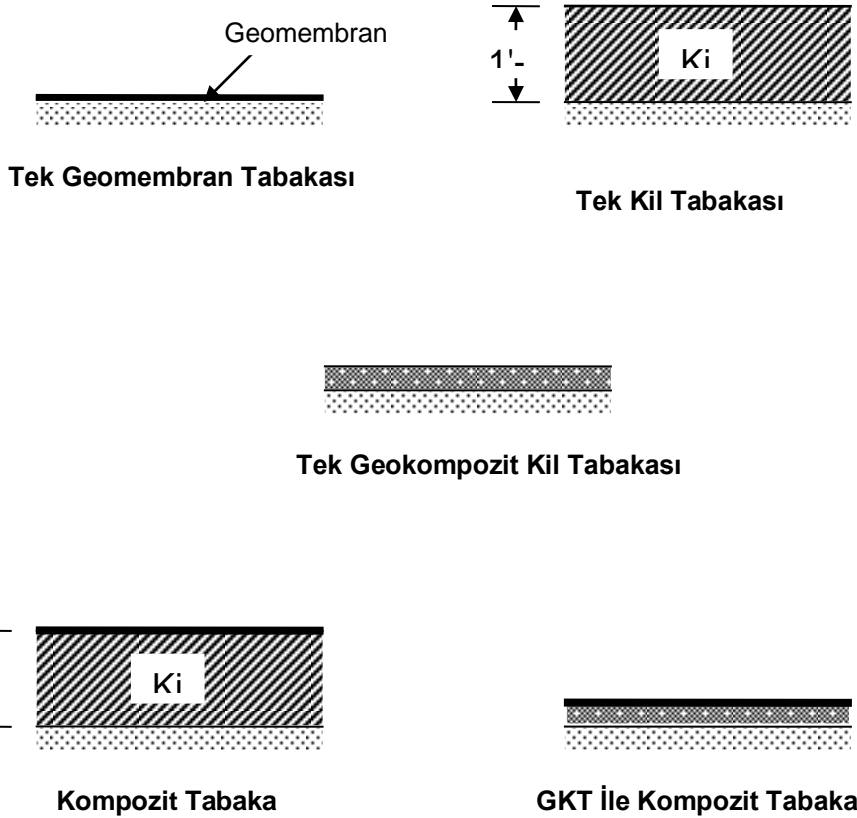 Geomembran
1'-
Ki
Tek Geomembran Tabakası
Tek Kil Tabakası
Tek Geokompozit Kil Tabakası
Ki
Kompozit Tabaka
GKT İle Kompozit Tabaka